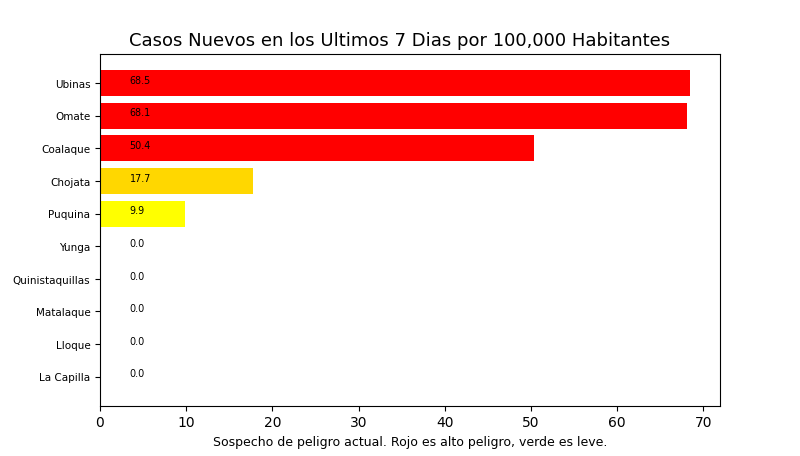 Casos Nuevos en los Ultimos 7 Dias por 100,000 Habitantes
Ubinas 68.5
Omate 68.1
Coalaque 50.4
Chojata 17.7
Puquina 9.9
Yunga 0.0
Quinistaquillas 0.0
Matalaque 0.0
Lloque 0.0
La Capilla 0.0
0 10 20 30 40 50 60 70
Sospecho de peligro actual. Rojo es alto peligro, verde es leve.